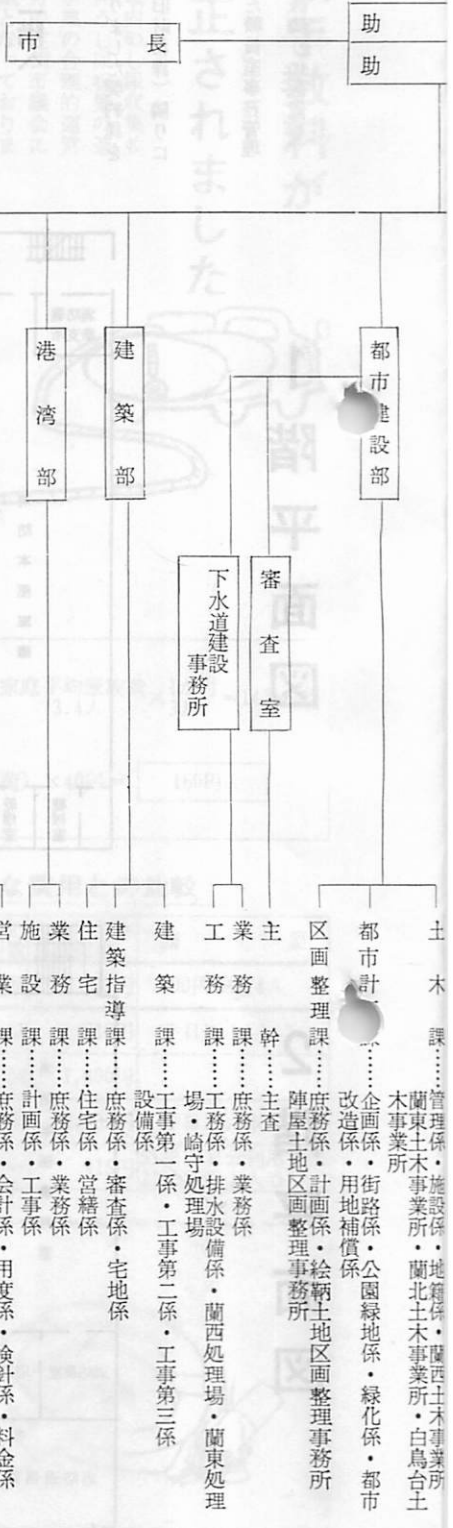 助
助
市長
都市建設部
建築部
港湾部
審査室
下水道建設
事務所
土木課……管理係・施設係・地籍係・蘭西土木事業所
蘭東土木事業所・蘭北土木事業所・白鳥台土
木事業所
都市計 課……企画係・街路係・公園緑地係・緑化係・都市
改造係・用地補償係
区画整理課……庶務係・計画係・絵鞆土地区画整理事務所
陣屋土地区画整理事務所
主幹……主査
業務課……庶務係・業務係
工務課……工務係・排水設備係・蘭西処理場・蘭東処理
場・崎守処理場
建築課……工事第一係・工事第二係・工事第三係
設備係
建築指導課……庶務係・審査係・宅地係
住宅課……住宅係・営繕係
業務課……庶務係・業務係
施設課……計画係・工事係
営業課……庶務係・会計係・用度係・検針係・料金係